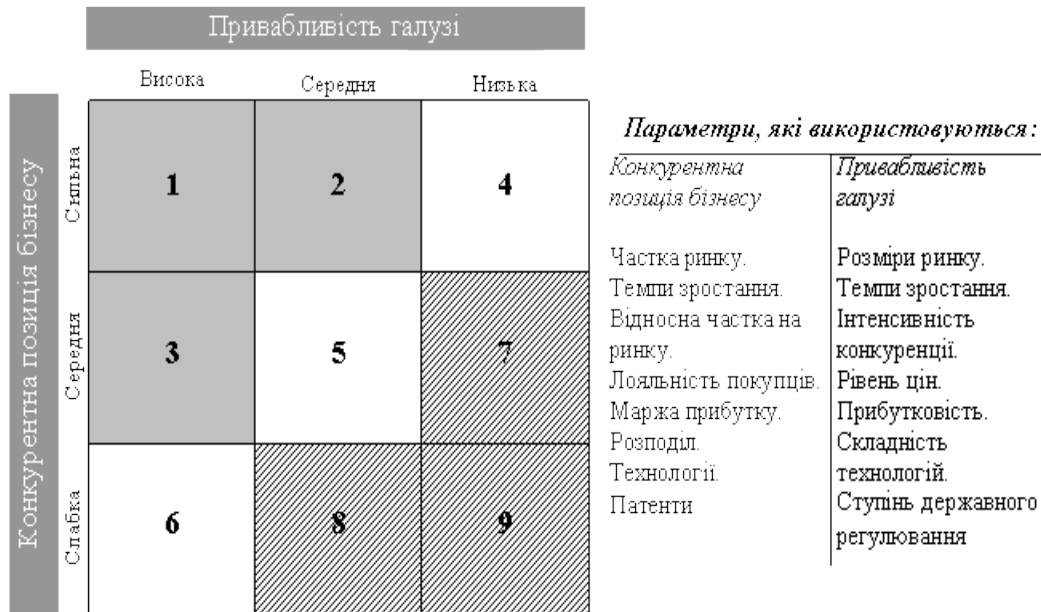 Привабливість галузі
Висока
Середня
Низька
Конкурентна позиція бізнесу
Сильна
1
2
4
Середня
3
5
7
Слабка
6
8
9
Параметри, які використовуються:
Конкурентна
позиція бізнесу
Частка ринку.
Темпи зростання.
Відносна частка на
ринку.
Лояльність покупців.
Маржа прибутку.
Розподіл.
Технології.
Патенти
Привабливість
галузі
Розміри ринку.
Темпи зростання.
Інтенсивність
конкуренції.
Рівень цін.
Прибутковість.
Складність
технологій.
Ступінь державного
регулювання